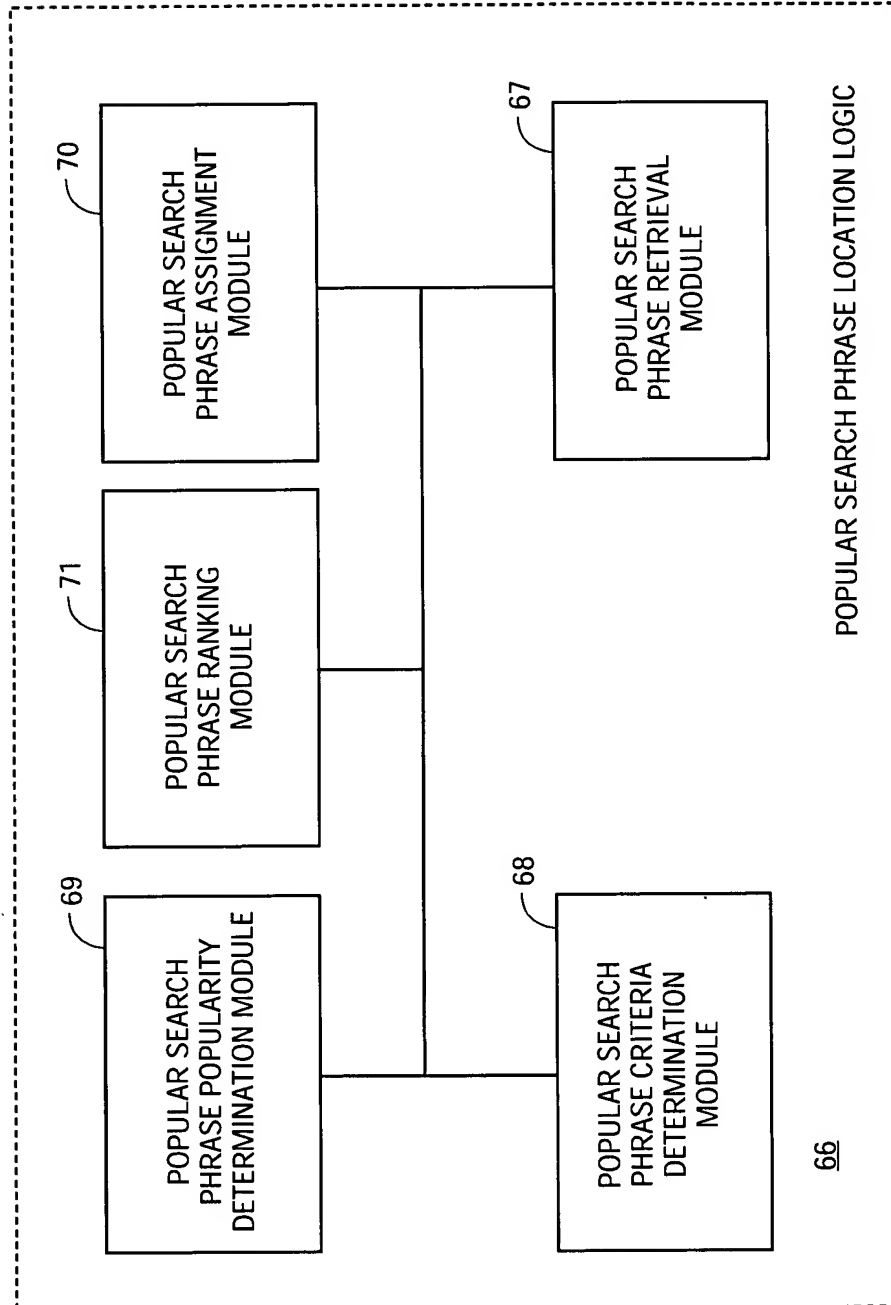 69
POPULAR SEARCH
PHRASE POPULARITY
DETERMINATION MODULE
71
POPULAR SEARCH
PHRASE RANKING
MODULE
70
POPULAR SEARCH
PHRASE ASSIGNMENT
MODULE
68
POPULAR SEARCH
PHRASE CRITERIA
DETERMINATION
MODULE
67
POPULAR SEARCH
PHRASE RETRIEVAL
MODULE
66
POPULAR SEARCH PHRASE LOCATION LOGIC